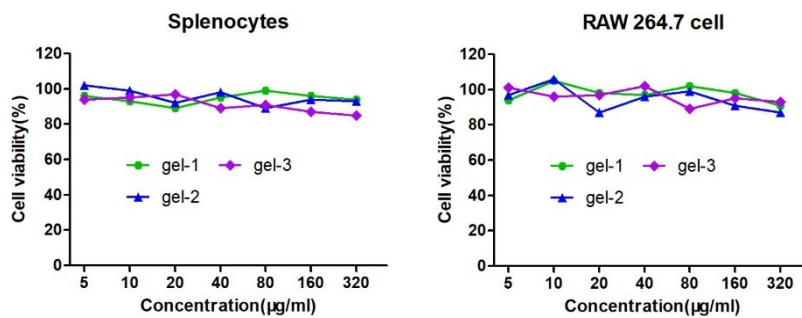 Splenocytes
120
100
80
60
40
20
0
Cell viability(%)
gel-1 gel-3
gel-2
5 10 20 40 80 160 320
Concentration(µg/ml)
RAW 264.7 cell
120
100
80
60
40
20
0
Cell viability(%)
gel-1 gel-3
gel-2
5 10 20 40 80 160 320
Concentration(µg/ml)